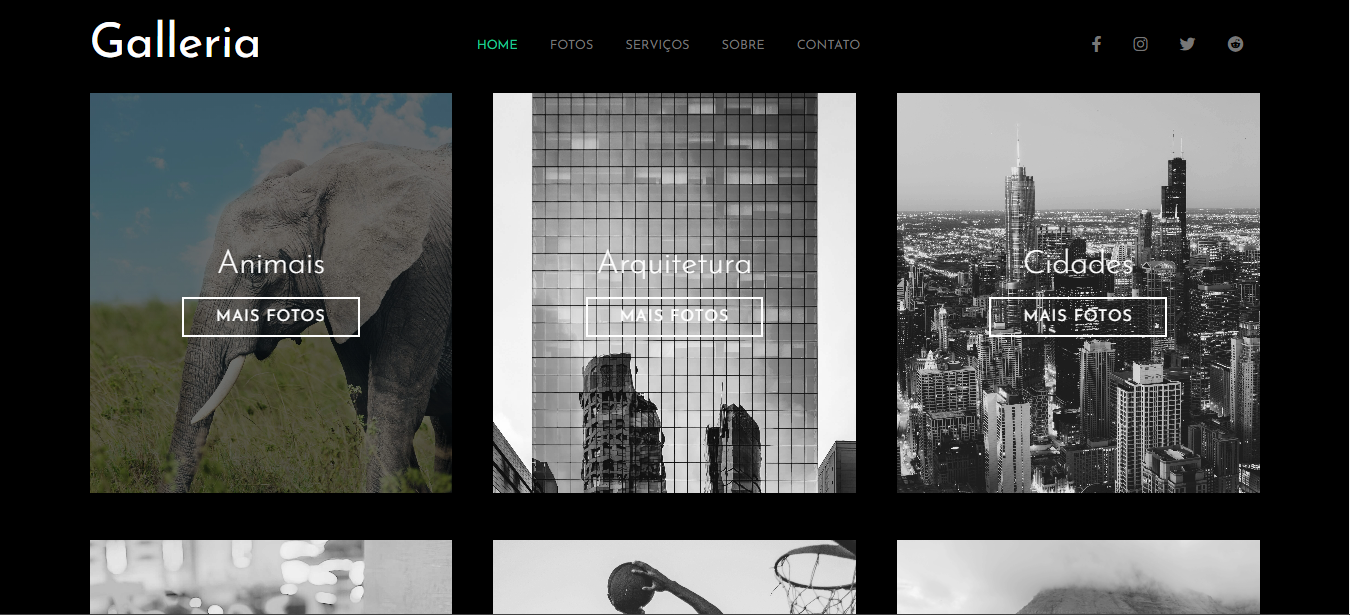 Galleria
HOME FOTOS SERVIÇOS SOBRE CONTATO
Animais
MAIS FOTOS
Arquitetura
MAIS FOTOS
Cidades
MAIS FOTOS